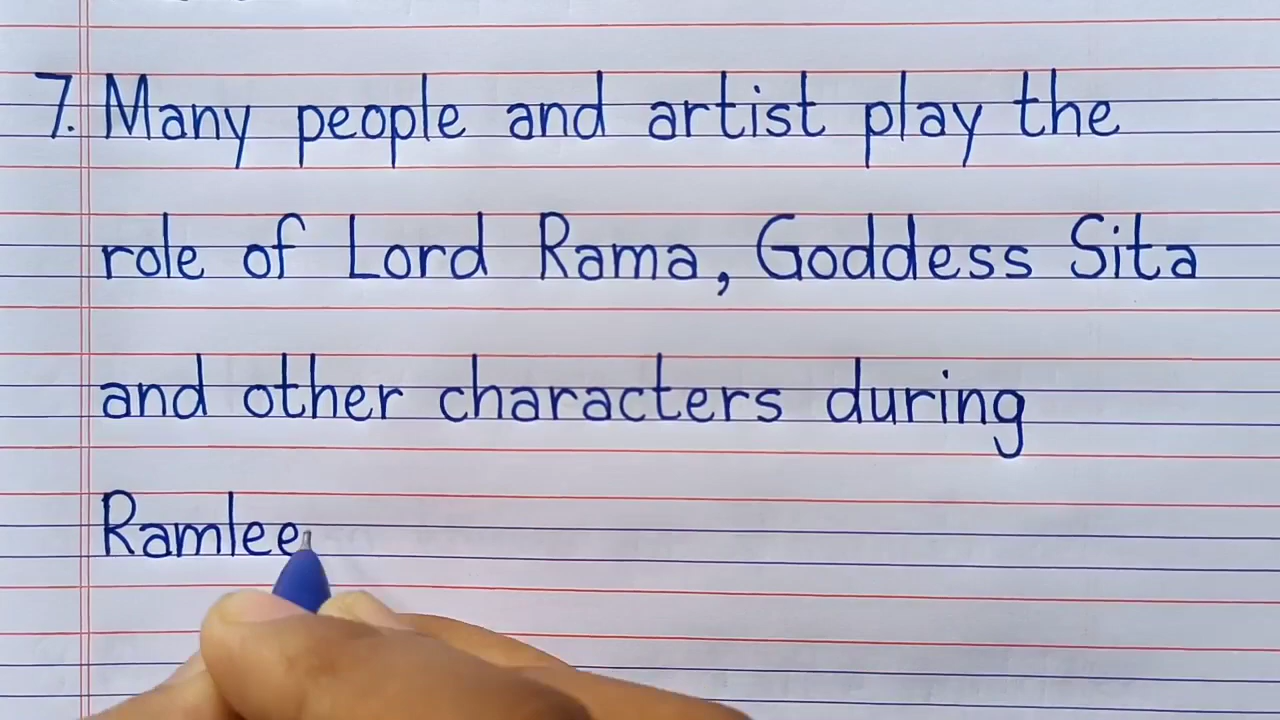 7. Many people and artist play the
role of Lord Rama, Goddess Sita
and other characters during
Ramlee